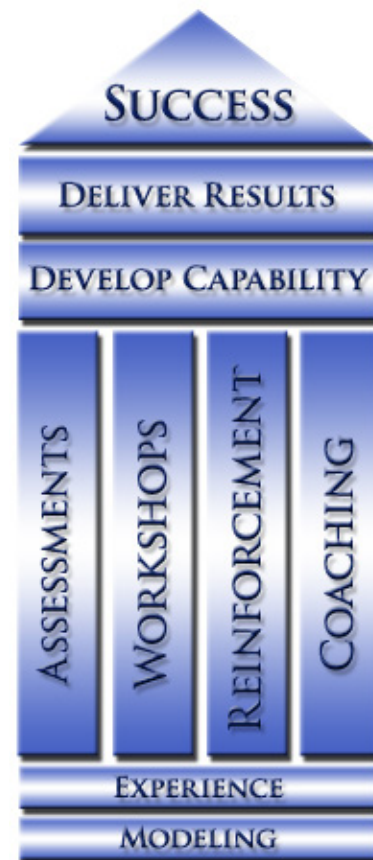 SUCCESS
DELIVER RESULTS
DEVELOP CAPABILITY
ASSESSMENTS
WORKSHOPS
REINFORCEMENT
COACHING
EXPERIENCE
MODELING